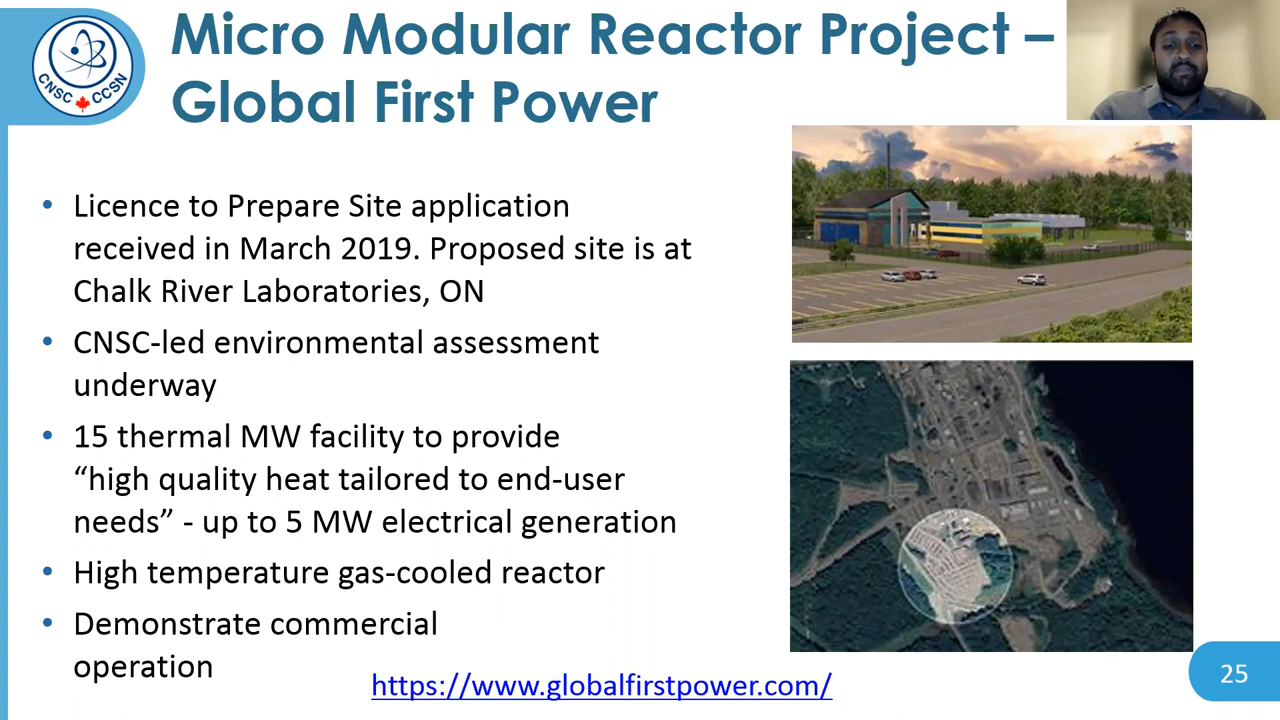 Micro Modular Reactor Project –
Global First Power
CNSC CCSN
• Licence to Prepare Site application
received in March 2019. Proposed site is at
Chalk River Laboratories, ON
• CNSC-led environmental assessment
underway
• 15 thermal MW facility to provide
“high quality heat tailored to end-user
needs” - up to 5 MW electrical generation
• High temperature gas-cooled reactor
• Demonstrate commercial
operation
https://www.globalfirstpower.com/
25